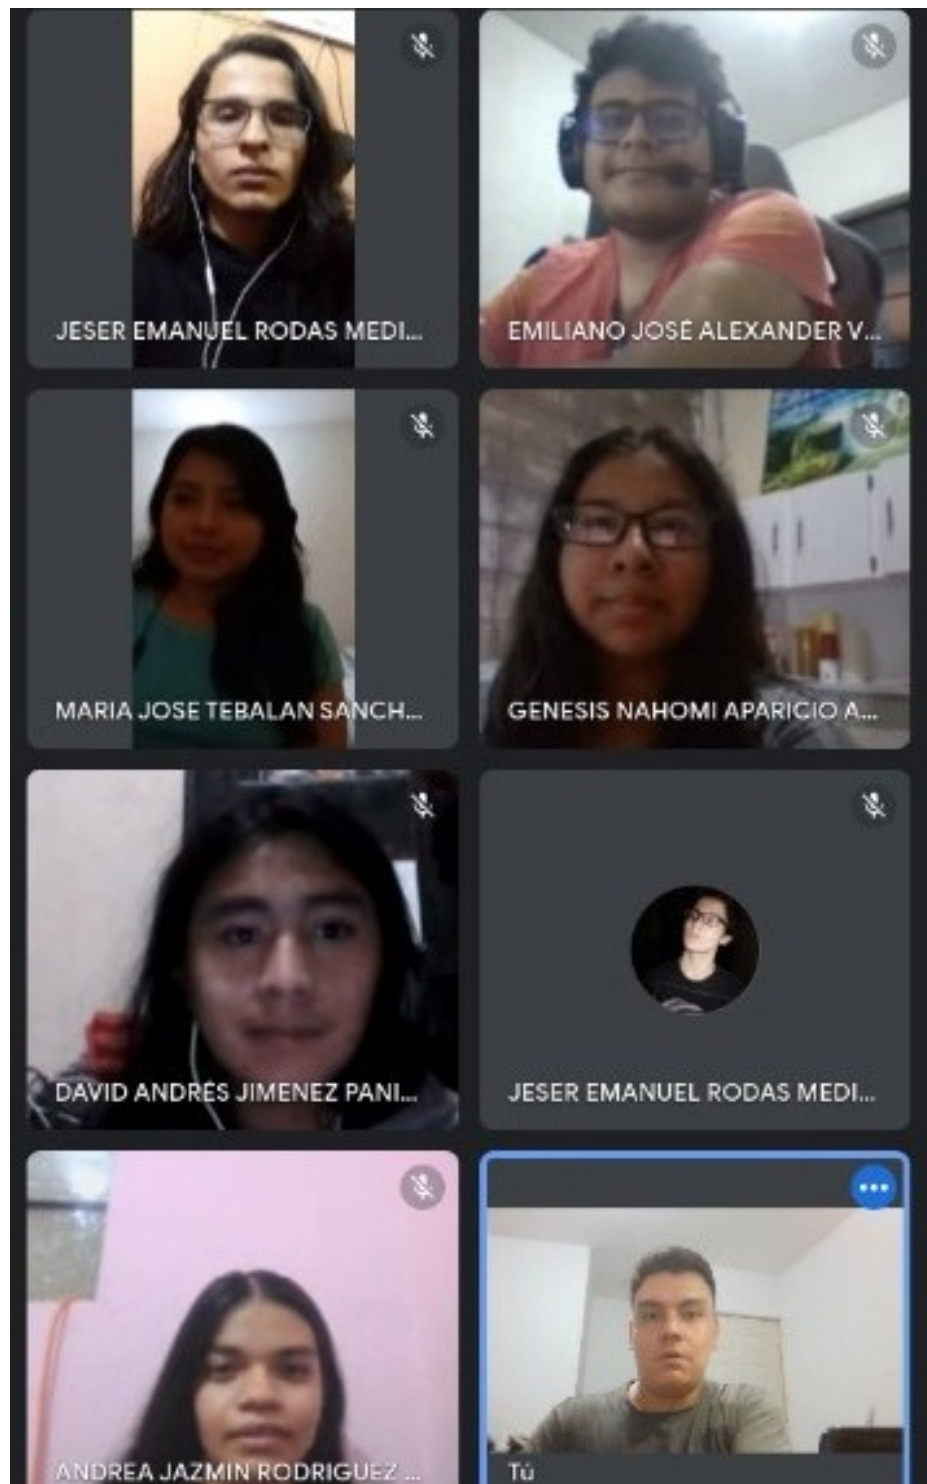 JESER EMANUEL RODAS MEDI...
EMILIANO JOSÉ ALEXANDER V...
MARIA JOSE TEBALAN SANCH...
GENESIS NAHOMI APARICIO A...
DAVID ANDRÉS JIMENEZ PANI...
JESER EMANUEL RODAS MEDI...
ANDREA JAZMIN RODRIGUEZ ...
Tú